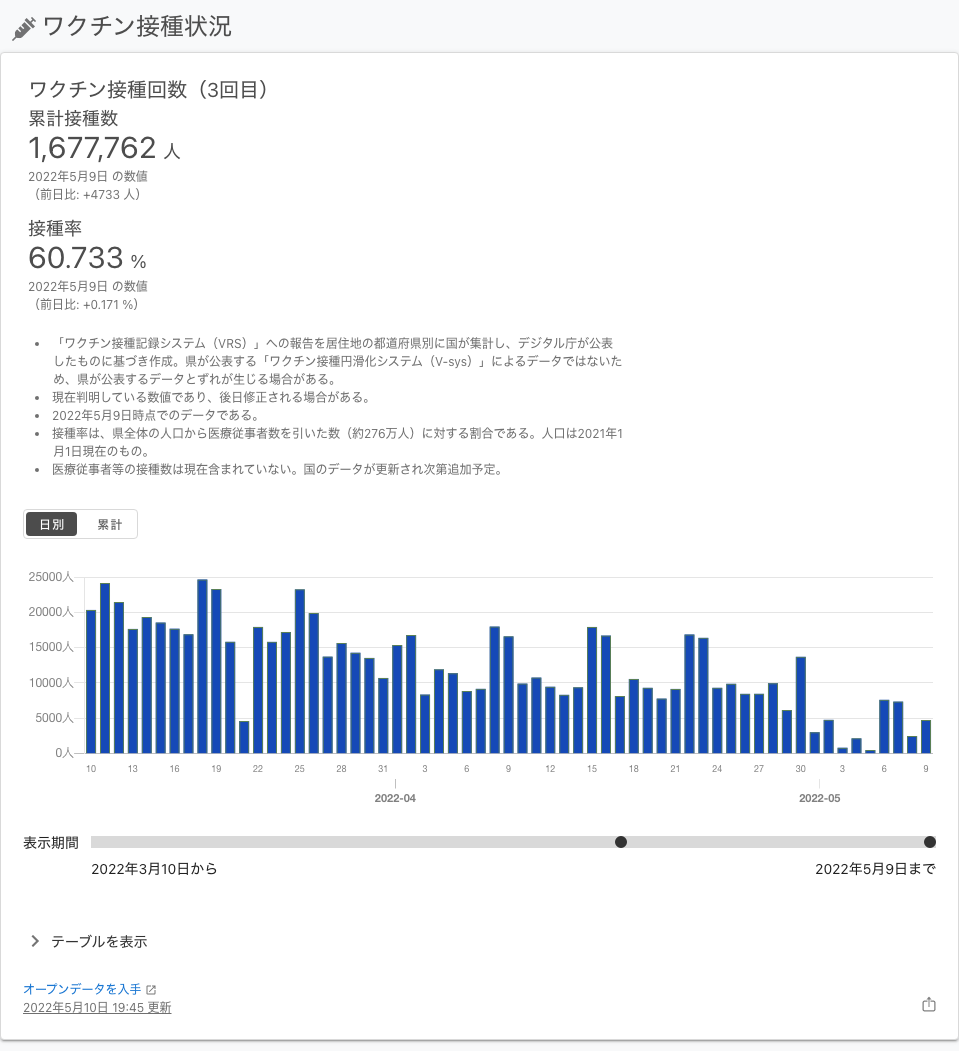 ワクチン接種状況
ワクチン接種回数（3回目）
累計接種数
1,677,762 人
2022年5月9日 の数値
（前日比: +4733 人）
接種率
60.733 %
2022年5月9日 の数値
（前日比: +0.171 %）
• 「ワクチン接種記録システム（VRS）」への報告を居住地の都道府県別に国が集計し、デジタル庁が公表
したものに基づき作成。県が公表する「ワクチン接種円滑化システム（V-sys）」によるデータではないた
め、県が公表するデータとずれが生じる場合がある。
• 現在判明している数値であり、後日修正される場合がある。
• 2022年5月9日時点でのデータである。
• 接種率は、県全体の人口から医療従事者数を引いた数（約276万人）に対する割合である。人口は2021年1
月1日現在のもの。
• 医療従事者等の接種数は現在含まれていない。国のデータが更新され次第追加予定。
日別 累計
25000人
20000人
15000人
10000人
5000人
0人
10 13 16 19 22 25 28 31 3 6 9 12 15 18 21 24 27 30 3 6 9
2022-04 2022-05
表示期間
2022年3月10日から 2022年5月9日まで
テーブルを表示
オープンデータを入手
2022年5月10日 19:45 更新